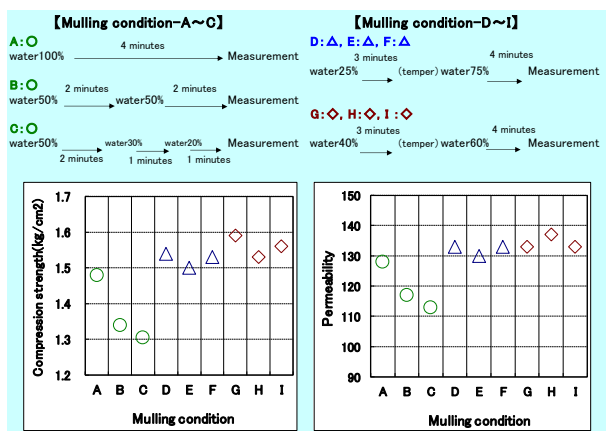 【Mulling condition-A～C】
A:○
4 minutes
water100% Measurement
B:○
2 minutes 2 minutes
water50% water50% Measurement
C:○
water50% water30% water20% Measurement
2 minutes 1 minutes 1 minutes
【Mulling condition-D～I】
D:△, E:△, F:△
3 minutes 4 minutes
water25% (temper) water75% Measurement
G:◇, H:◇, I :◇
3 minutes 4 minutes
water40% (temper) water60% Measurement
Compression strength(kg/cm2)
1.7
1.6
1.5
1.4
1.3
1.2
A B C D E F G H I
Mulling condition
Permeability
150
140
130
120
110
100
90
A B C D E F G H I
Mulling condition